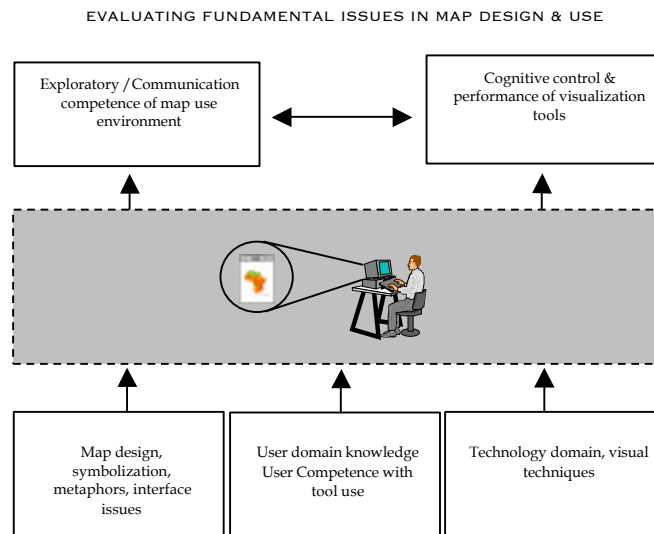 EVALUATING FUNDAMENTAL ISSUES IN MAP DESIGN & USE
Exploratory / Communication
competence of map use
environment
Cognitive control &
performance of visualization
tools
Map design,
symbolization,
metaphors, interface
issues
User domain knowledge
User Competence with
tool use
Technology domain, visual
techniques